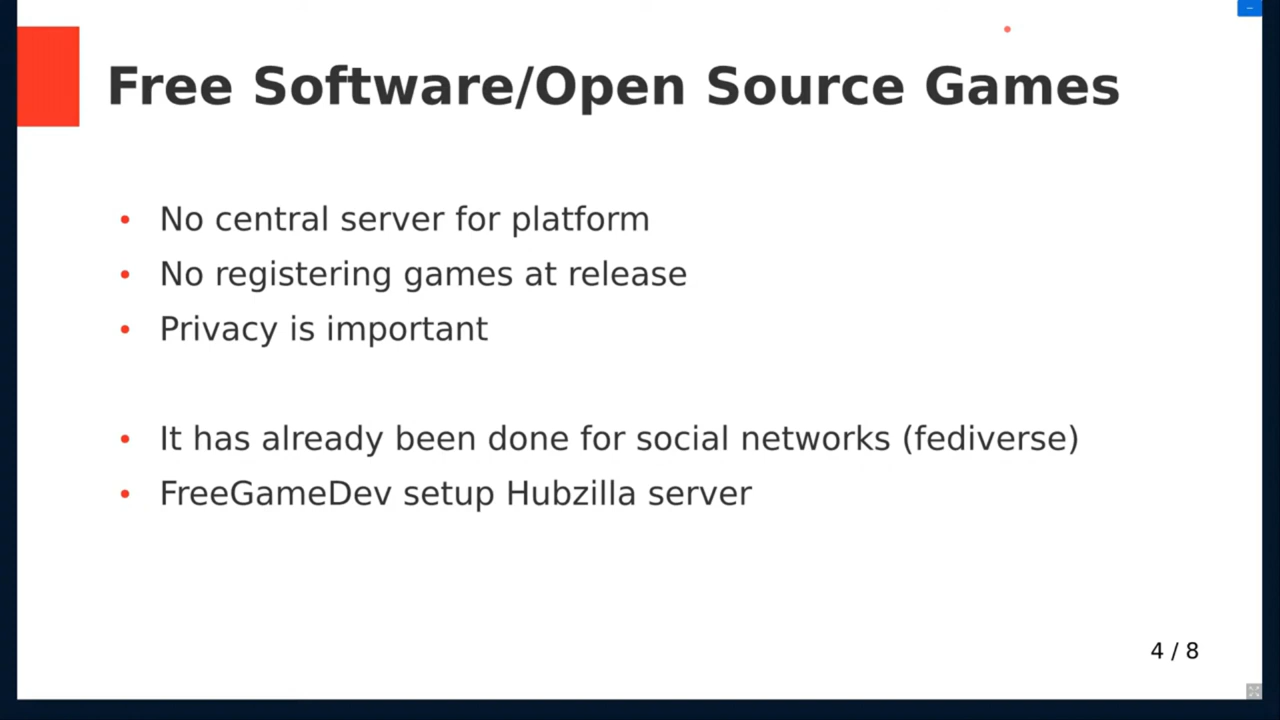 Free Software/Open Source Games
• No central server for platform
• No registering games at release
• Privacy is important
• It has already been done for social networks (fediverse)
• FreeGameDev setup Hubzilla server
4 / 8